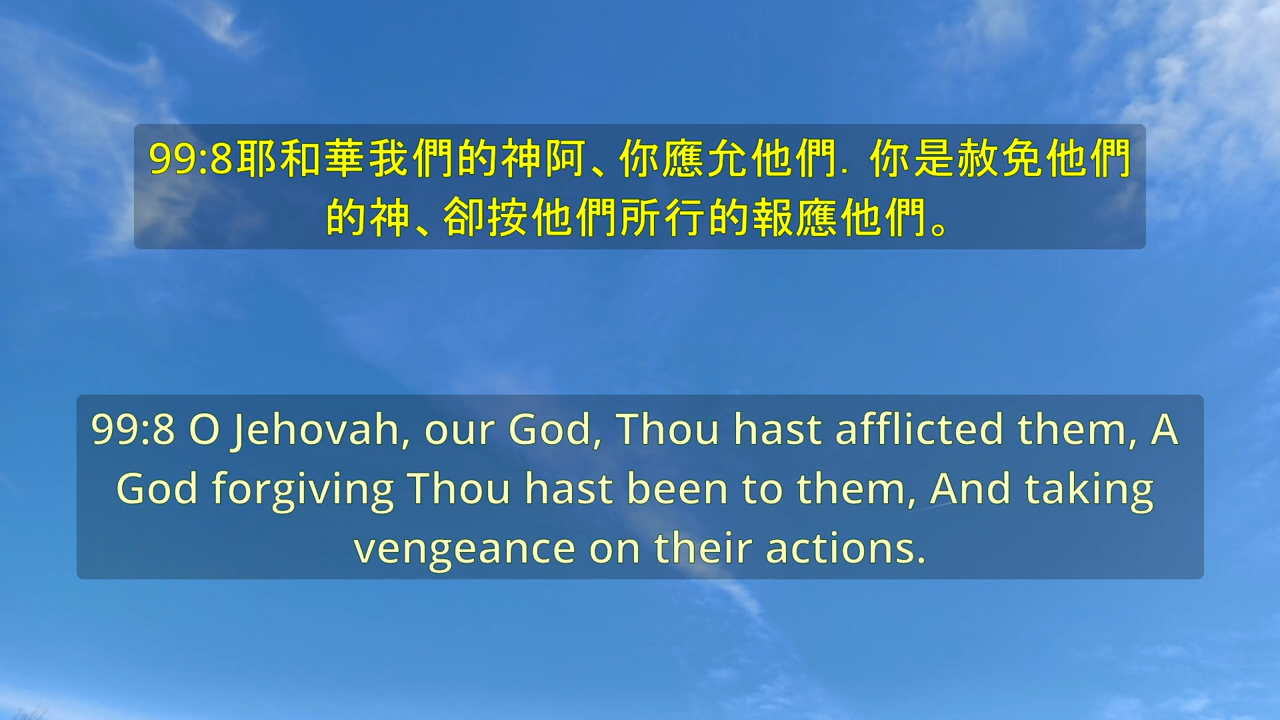 99:8耶和華我們的神阿、你應允他們．你是赦免他們
的神、卻按他們所行的報應他們。
99:8 O Jehovah, our God, Thou hast afflicted them, A
God forgiving Thou hast been to them, And taking
vengeance on their actions.